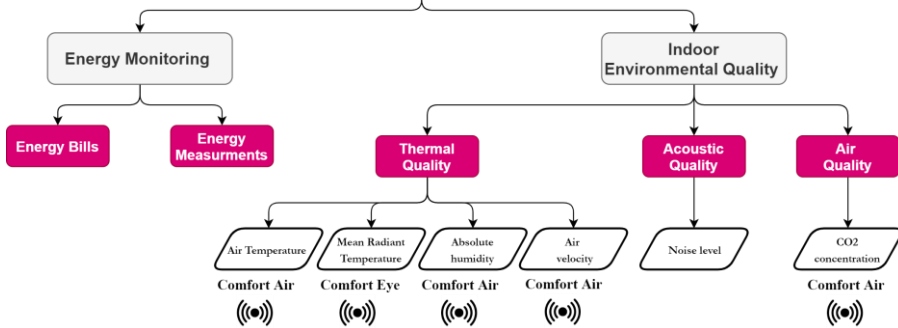 Energy Monitoring
Indoor
Environmental Quality
Energy Bills
Energy
Measurments
Thermal
Quality
Acoustic
Quality
Air
Quality
Air Temperature
Mean Radiant
Temperature
Absolute
humidity
Air
velocity
Noise level
CO2
concentration
Comfort Air
Comfort Eye
Comfort Air
Comfort Air
Comfort Air